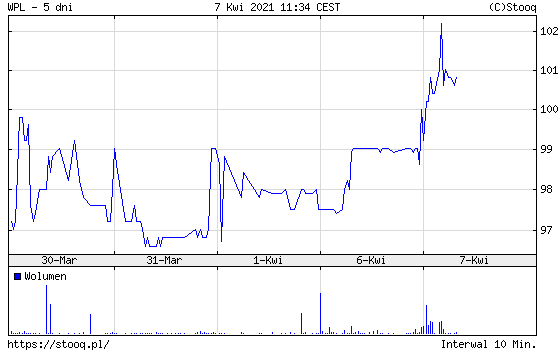 WPL - 5 dni 7 Kwi 2021 11:34 CEST (C)Stooq
102
101
100
99
98
97
30-Mar 31-Mar 1-Kwi 6-Kwi 7-Kwi
Wolumen
https://stooq.pl/ Interwal 10 Min.